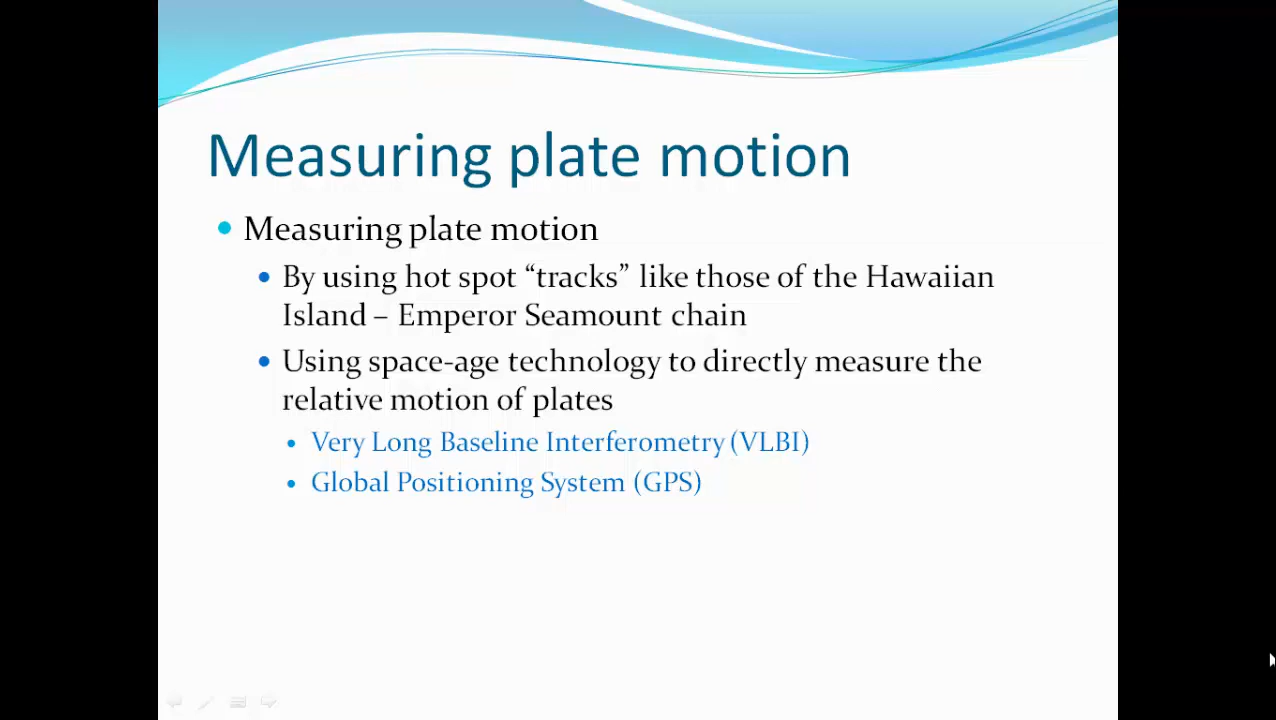 Measuring plate motion
Measuring plate motion
By using hot spot “tracks” like those of the Hawaiian
Island – Emperor Seamount chain
Using space-age technology to directly measure the
relative motion of plates
Very Long Baseline Interferometry (VLBI)
Global Positioning System (GPS)